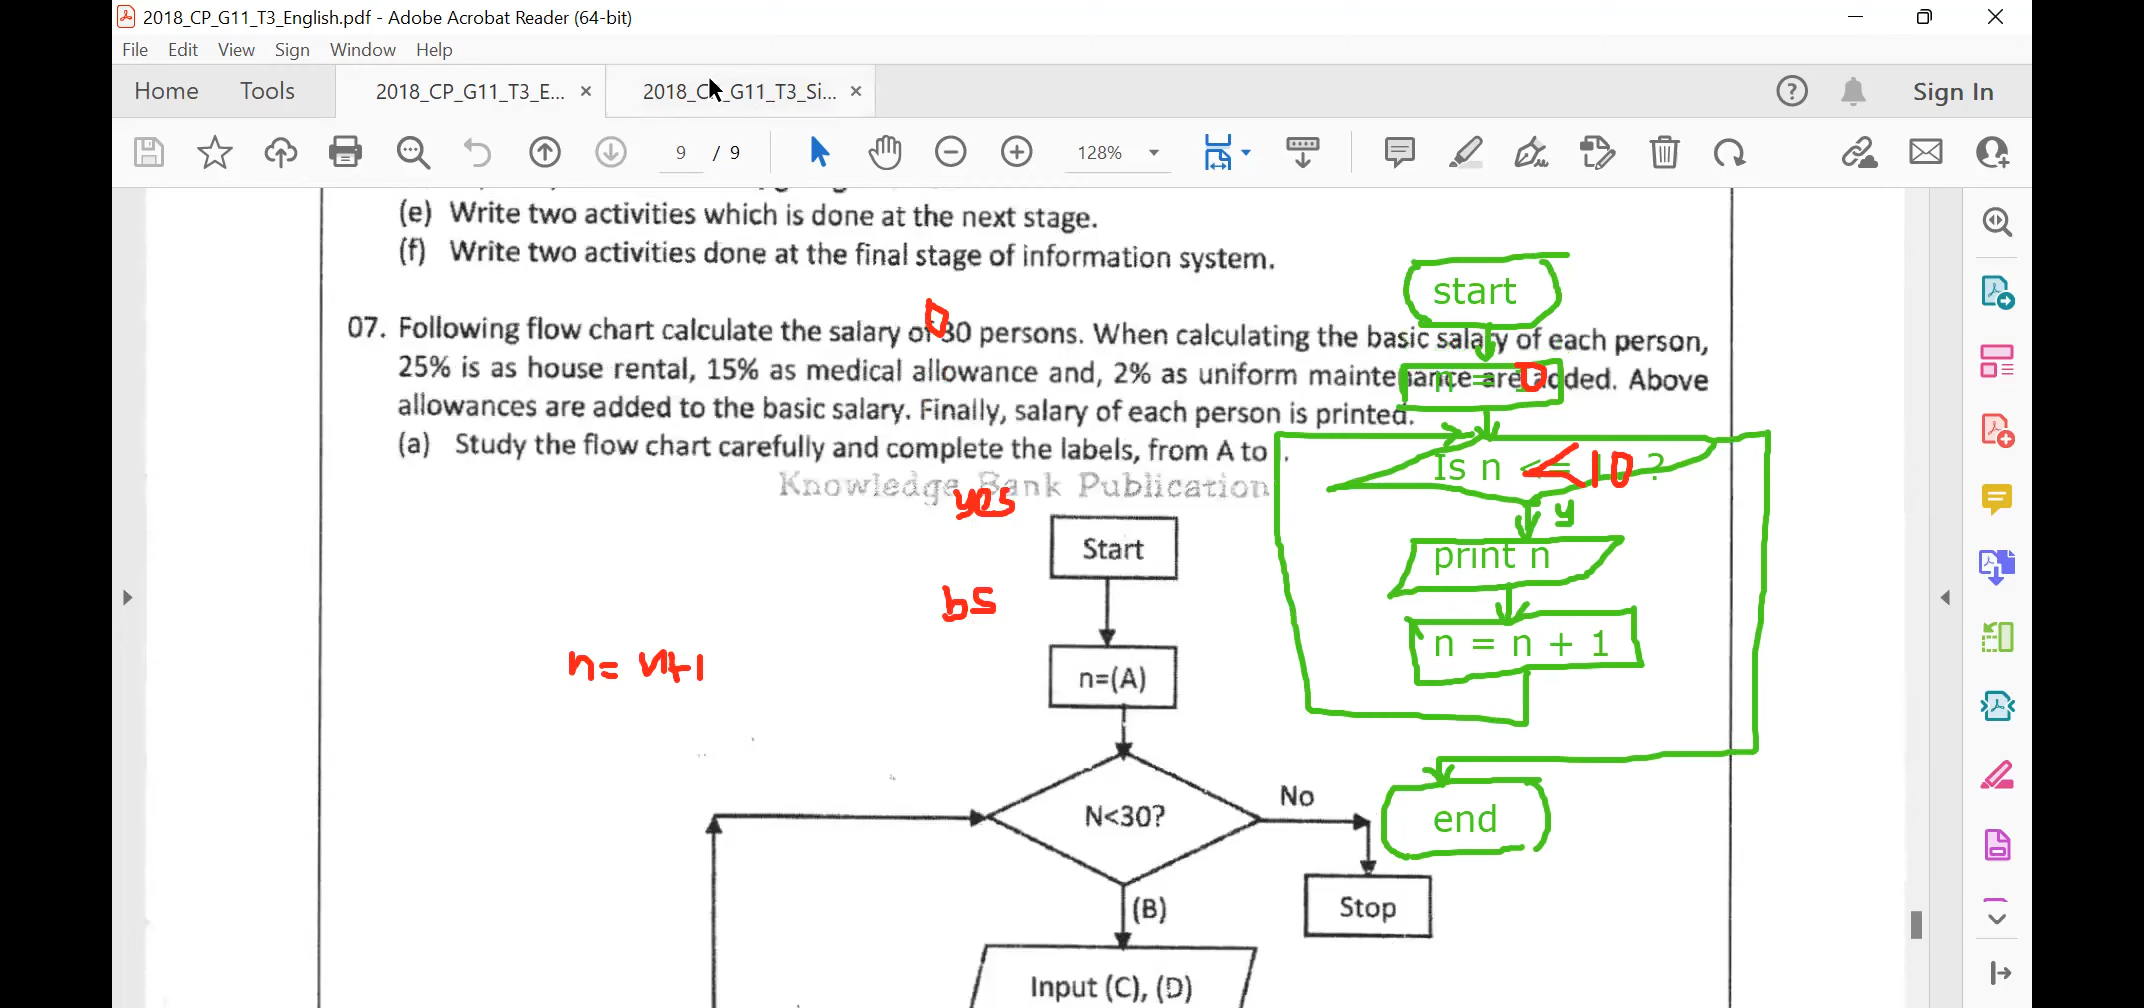 2018_CP_G11_T3_English.pdf - Adobe Acrobat Reader (64-bit)
File Edit View Sign Window Help
Home Tools 2018_CP_G11_T3_E... × 2018_C _G11_T3_Si... × Sign In
9 / 9 128%
(e) Write two activities which is done at the next stage.
(f) Write two activities done at the final stage of information system.
start
0
07. Following flow chart calculate the salary of 30 persons. When calculating the basic salary of each person,
25% is as house rental, 15% as medical allowance and, 2% as uniform maintenance are added. Above
n = 0
allowances are added to the basic salary. Finally, salary of each person is printed.
(a) Study the flow chart carefully and complete the labels, from A to
Is n < 10 ?
Knowledge Bank Publication
yes
y
Start
print n
bs
n = n + 1
n= n+1
n=(A)
No
N<30?
end
(B)
Stop
Input (C), (D)